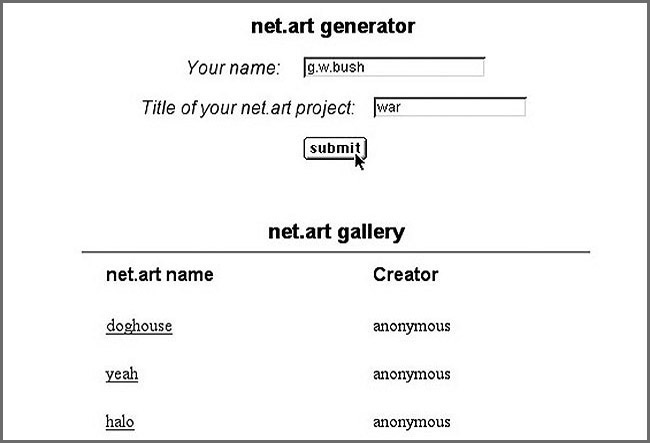 net.art generator
Your name: g.w.bush
Title of your net.art project: war
submit
net.art gallery
net.art name Creator
doghouse anonymous
yeah anonymous
halo anonymous